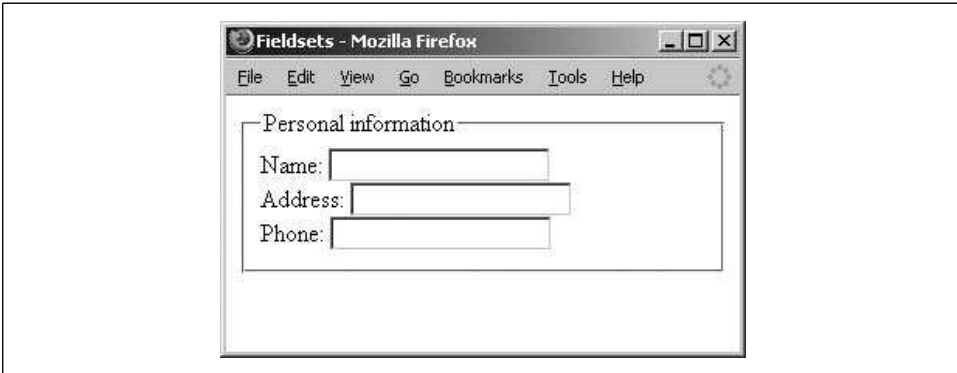 Fieldsets - Mozilla Firefox
File Edit View Go Bookmarks Tools Help
Personal information
Name:
Address:
Phone: